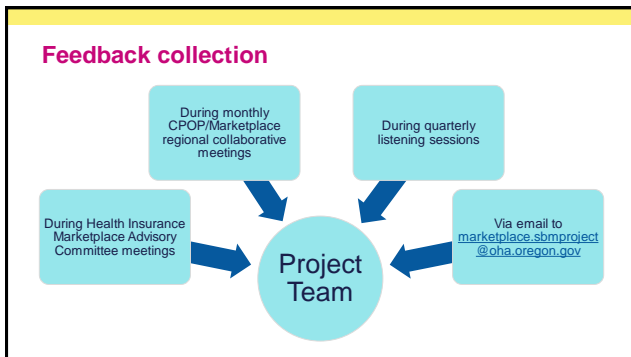 Feedback collection
During monthly
CPOP/Marketplace
regional collaborative
meetings
During quarterly
listening sessions
During Health Insurance
Marketplace Advisory
Committee meetings
Via email to
marketplace.sbmproject
@oha.oregon.gov
Project
Team